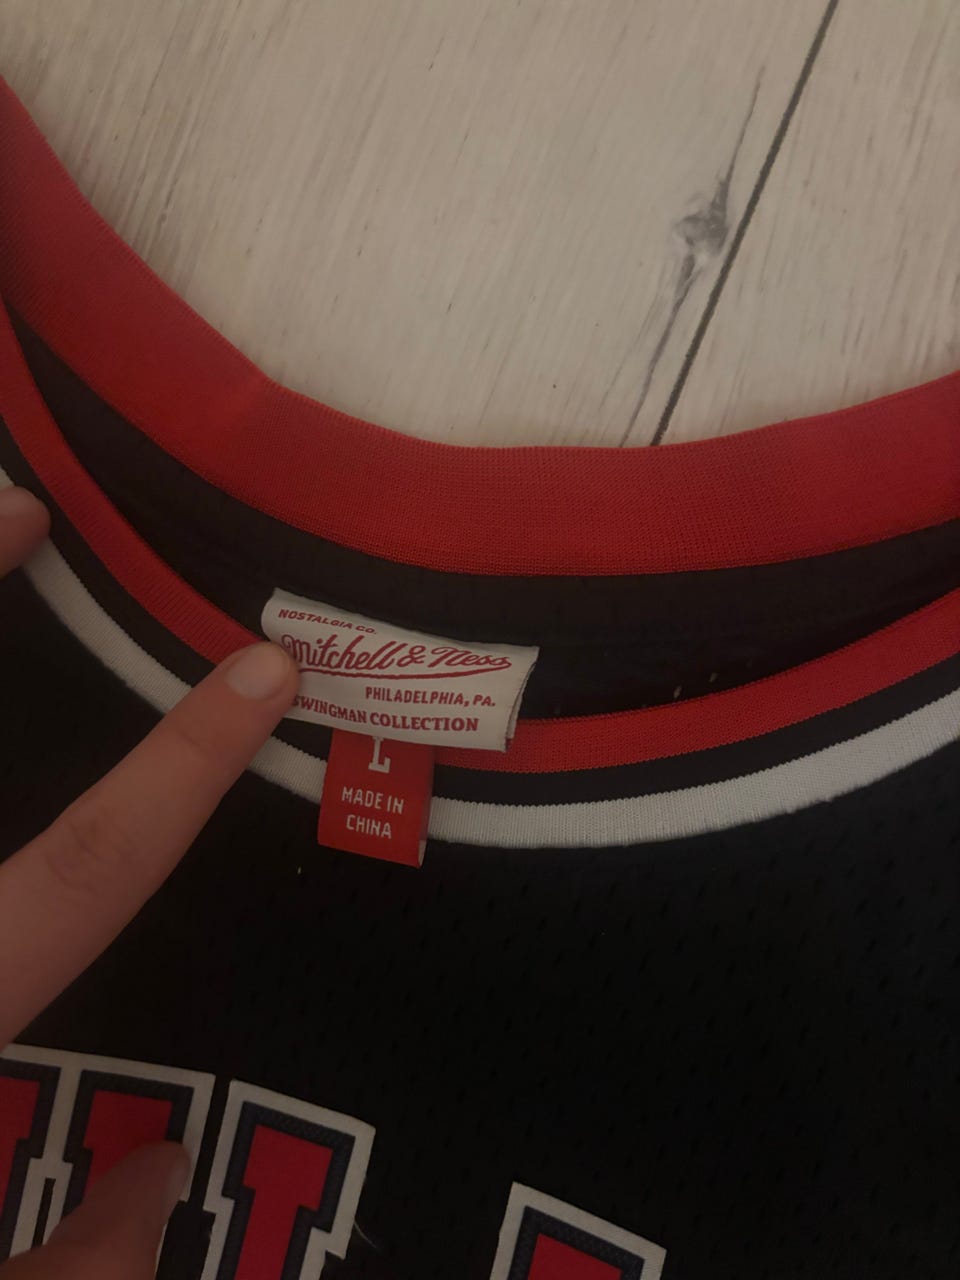 NOSTALGIA CO.
Mitchell & Ness
PHILADELPHIA, PA.
SWINGMAN COLLECTION
L
MADE IN
CHINA